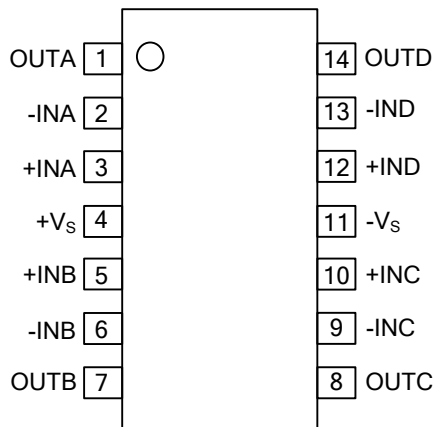 OUTA 1 14 OUTD
-INA 2 13 -IND
+INA 3 12 +IND
+VS 4 11 -VS
+INB 5 10 +INC
-INB 6 9 -INC
OUTB 7 8 OUTC